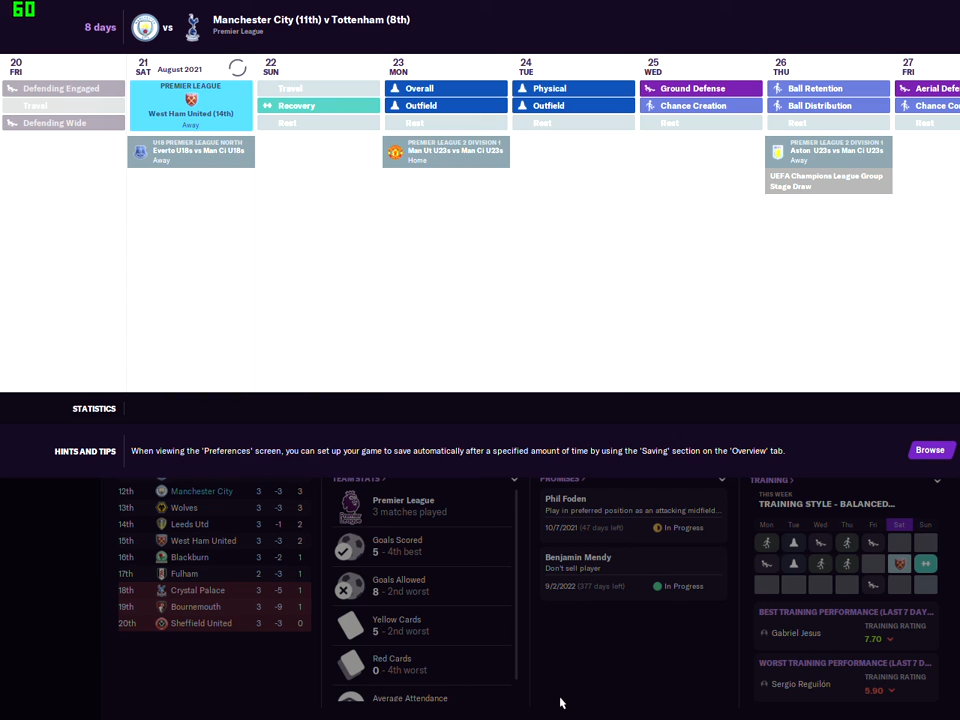 60
8 days
vs
Manchester City (11th) v Tottenham (8th)
Premier League
20
FRI
21
SAT
August 2021
22
SUN
23
MON
24
TUE
25
WED
26
THU
27
FRI
Defending Engaged
Travel
Defending Wide
PREMIER LEAGUE
West Ham United (14th)
Away
Travel
Recovery
Rest
Overall
Outfield
Rest
Physical
Outfield
Rest
Ground Defense
Chance Creation
Rest
Ball Retention
Ball Distribution
Rest
Aerial Defe
Chance Co
Rest
U18 PREMIER LEAGUE NORTH
Everto U18s vs Man Ci U18s
Away
PREMIER LEAGUE 2 DIVISION 1
Man Ut U23s vs Man Ci U23s
Home
PREMIER LEAGUE 2 DIVISION 1
Aston U23s vs Man Ci U23s
Away
UEFA Champions League Group
Stage Draw
STATISTICS
HINTS AND TIPS
When viewing the 'Preferences' screen, you can set up your game to save automatically after a specified amount of time by using the 'Saving' section on the 'Overview' tab.
Browse
12th Manchester City 3 -3 3
13th Wolves 3 -3 3
14th Leeds Utd 3 -1 2
15th West Ham United 3 -3 2
16th Blackburn 3 -2 1
17th Fulham 2 -3 1
18th Crystal Palace 3 -5 1
19th Bournemouth 3 -9 1
20th Sheffield United 3 -3 0
TEAM STATS >
Premier League
3 matches played
Goals Scored
5 - 4th best
Goals Allowed
8 - 2nd worst
Yellow Cards
5 - 2nd worst
Red Cards
0 - 4th worst
Average Attendance
PROMISES >
Phil Foden
Play in preferred position as an attacking midfield...
10/7/2021 (47 days left)
In Progress
Benjamin Mendy
Don't sell player
9/2/2022 (377 days left)
In Progress
TRAINING >
THIS WEEK
TRAINING STYLE - BALANCED...
Mon Tue Wed Thu Fri Sat Sun
BEST TRAINING PERFORMANCE (LAST 7 DAY...
Gabriel Jesus
TRAINING RATING
7.70
WORST TRAINING PERFORMANCE (LAST 7 D...
Sergio Reguilón
TRAINING RATING
5.90